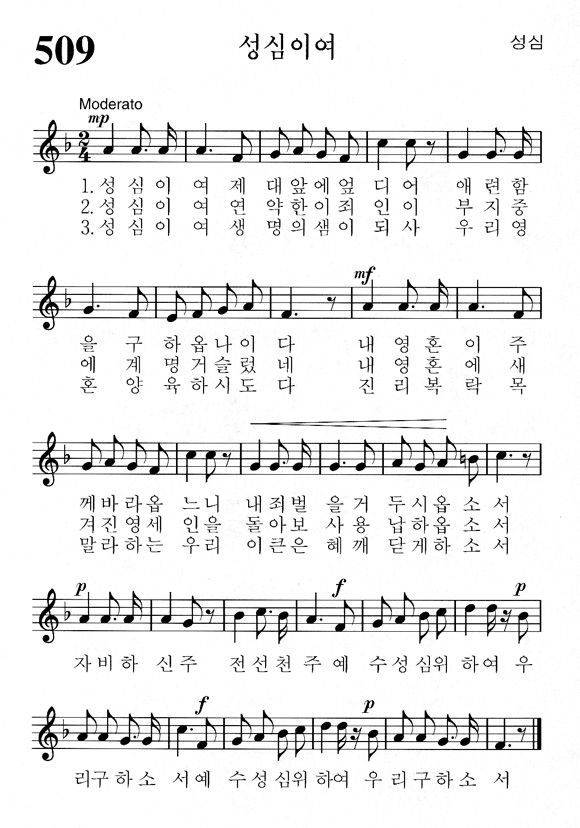 509 성심이여 성심
Moderato
mp
1. 성 심 이 여 제 대 앞 에 엎 디 어 애 련 함
2. 성 심 이 여 연 약 한 이 죄 인 이 부 지 중
3. 성 심 이 여 생 명 의 샘 이 되 사 우 리 영
mf
을 구 하 옵 나 이 다 내 영 혼 이 주
에 계 명 거 슬 렀 네 내 영 혼 에 새
혼 양 육 하 시 도 다 진 리 복 락 목
께 바 라 옵 느 니 내 죄 벌 을 거 두 시 옵 소 서
겨 진 영 세 인 을 돌 아 보 사 용 납 하 옵 소 서
말 라 하 는 우 리 이 큰 은 혜 깨 닫 게 하 소 서
p f p
자 비 하 신 주 전 선 천 주 예 수 성 심 위 하 여 우
f p
리 구 하 소 서 예 수 성 심 위 하 여 우 리 구 하 소 서